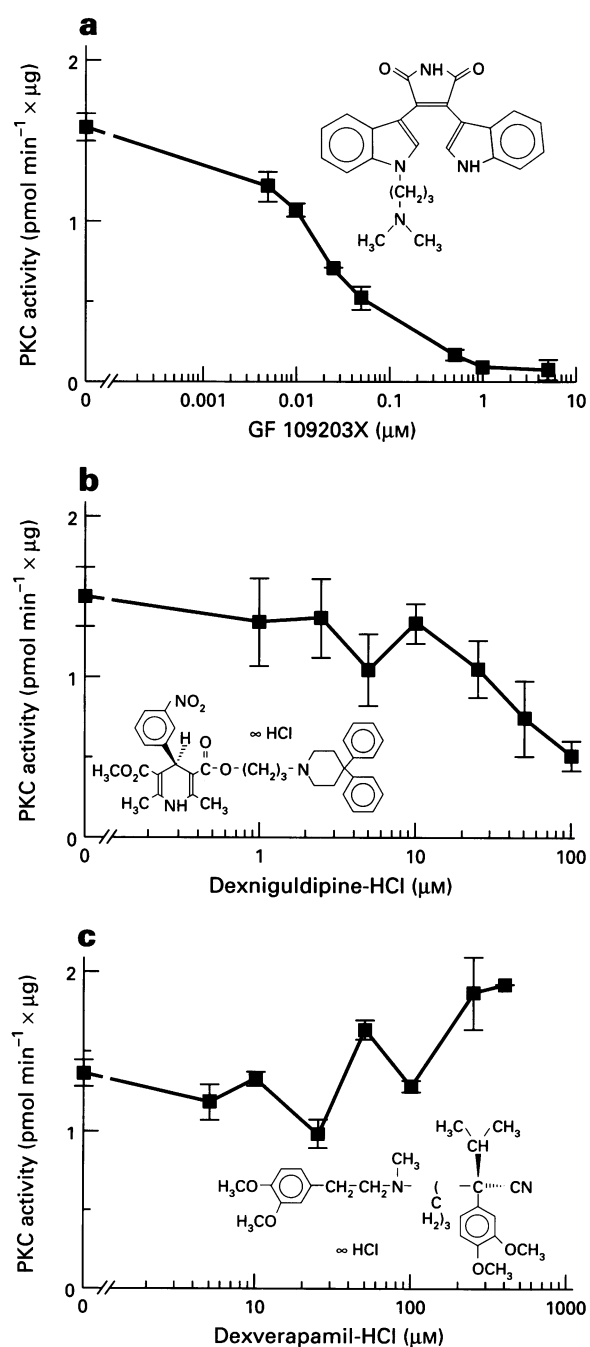 a
2
1
0
PKC activity (pmol min⁻¹ × µg)
O NH O
N NH
(CH₂)₃
N
H₃C CH₃
0 0.001 0.01 0.1 1 10
GF 109203X (µM)
b
2
1
0
PKC activity (pmol min⁻¹ × µg)
NO₂
H
∞ HCl
O
H₃CO₂C C-O-(CH₂)₃-N
H₃C NH CH₃
0 1 10 100
Dexniguldipine-HCl (µM)
c
2
1
0
PKC activity (pmol min⁻¹ × µg)
H₃C CH₃
CH
CH₃
H₃CO CH₂-CH₂-N ( C CN
C
H₃CO )₃
H₂
∞ HCl
OCH₃
OCH₃
0 10 100 1000
Dexverapamil-HCl (µM)